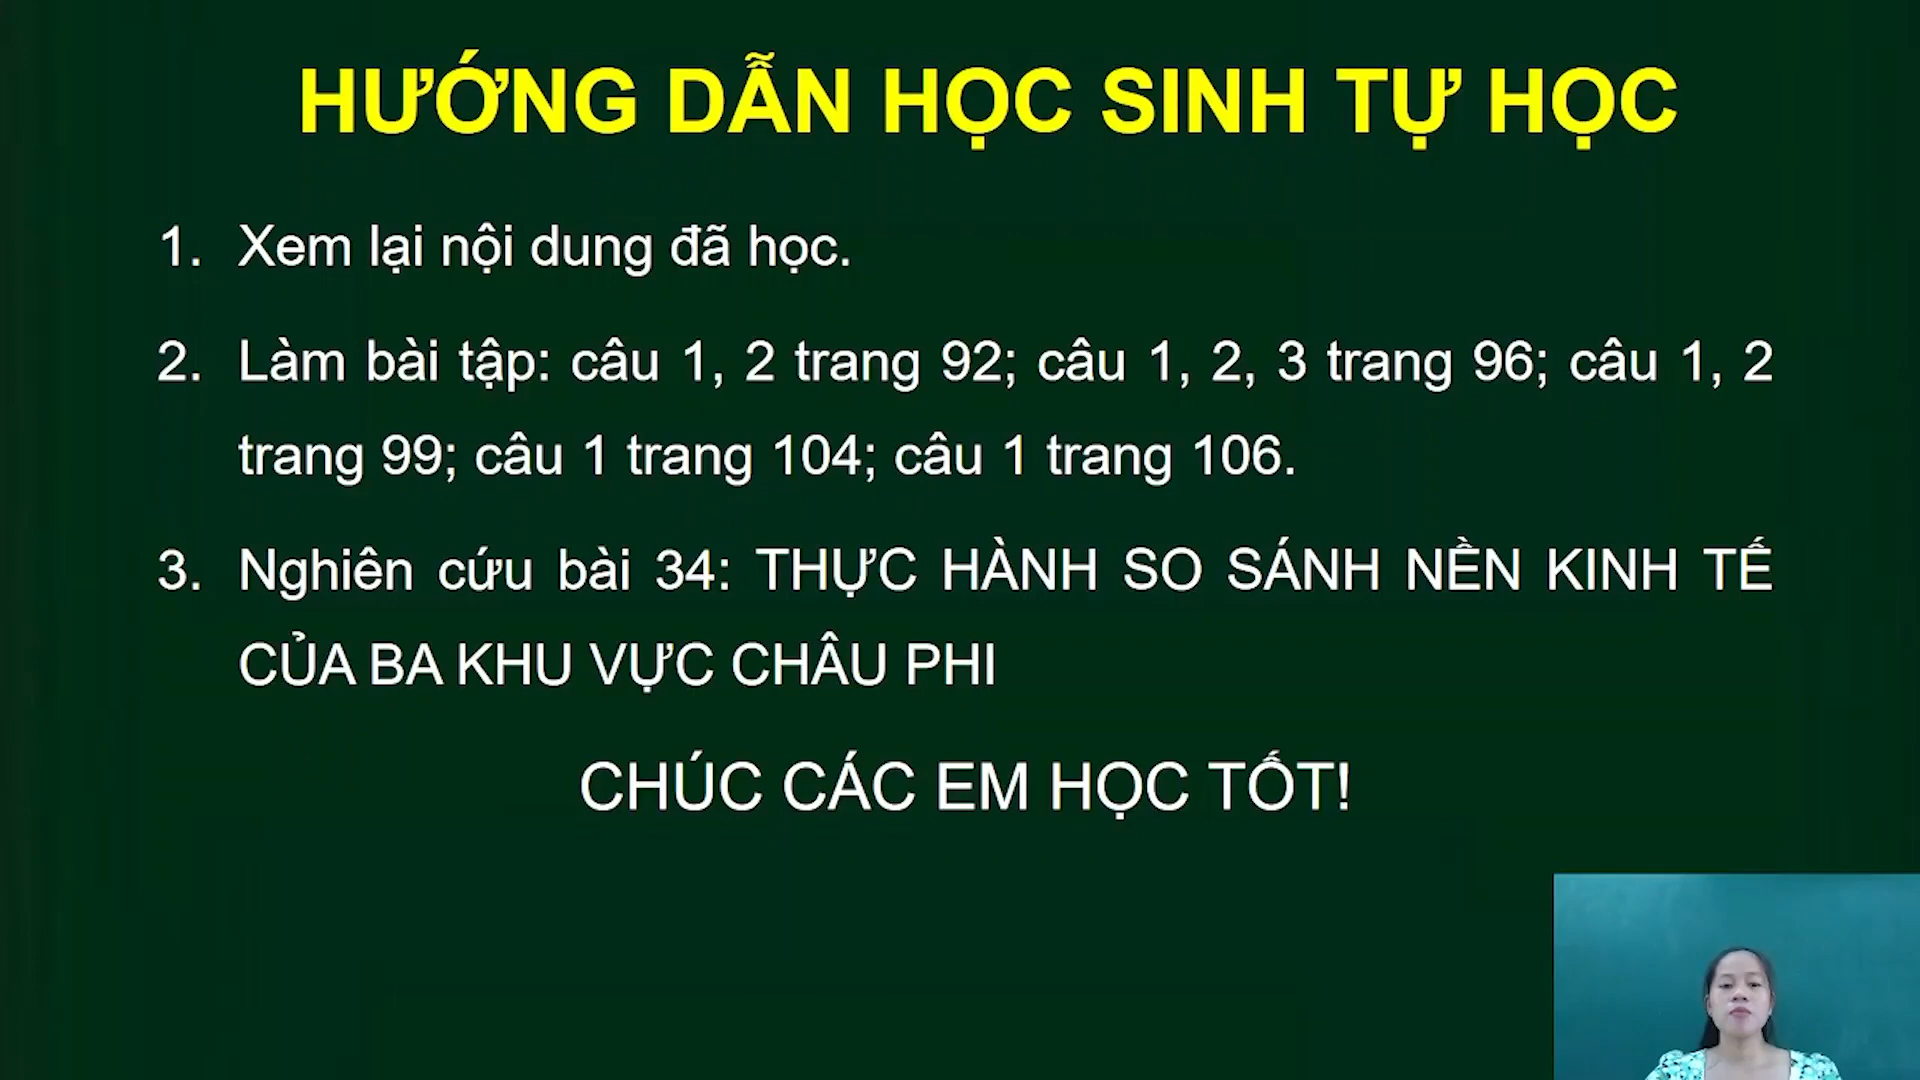 HƯỚNG DẪN HỌC SINH TỰ HỌC
1. Xem lại nội dung đã học.
2. Làm bài tập: câu 1, 2 trang 92; câu 1, 2, 3 trang 96; câu 1, 2
trang 99; câu 1 trang 104; câu 1 trang 106.
3. Nghiên cứu bài 34: THỰC HÀNH SO SÁNH NỀN KINH TẾ
CỦA BA KHU VỰC CHÂU PHI
CHÚC CÁC EM HỌC TỐT!